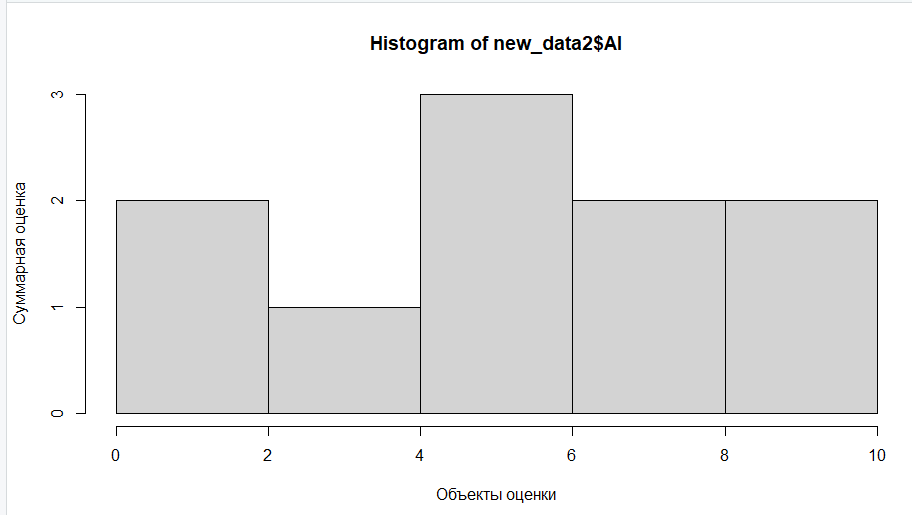 Histogram of new_data2$AI
Суммарная оценка
3
2
1
0
0 2 4 6 8 10
Объекты оценки